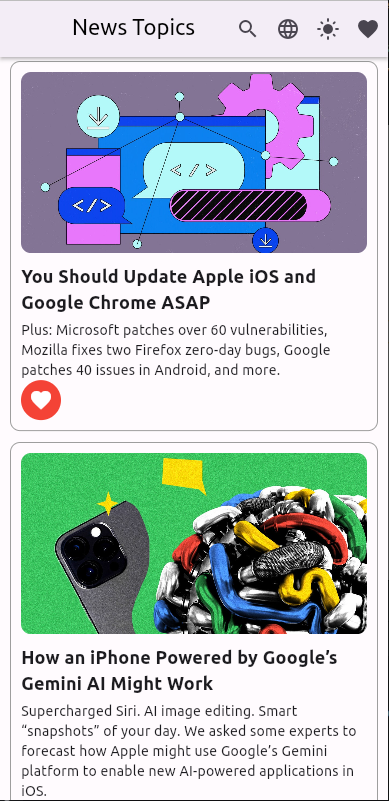 News Topics
</>
</>
You Should Update Apple iOS and
Google Chrome ASAP
Plus: Microsoft patches over 60 vulnerabilities,
Mozilla fixes two Firefox zero-day bugs, Google
patches 40 issues in Android, and more.
How an iPhone Powered by Google’s
Gemini AI Might Work
Supercharged Siri. AI image editing. Smart
“snapshots” of your day. We asked some experts to
forecast how Apple might use Google’s Gemini
platform to enable new AI-powered applications in
iOS.